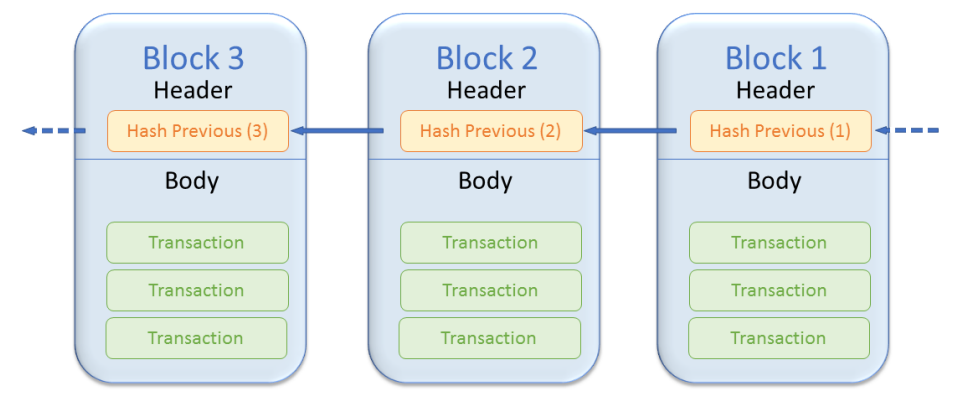 Block 3
Header
Hash Previous (3)
Body
Transaction
Transaction
Transaction
Block 2
Header
Hash Previous (2)
Body
Transaction
Transaction
Transaction
Block 1
Header
Hash Previous (1)
Body
Transaction
Transaction
Transaction